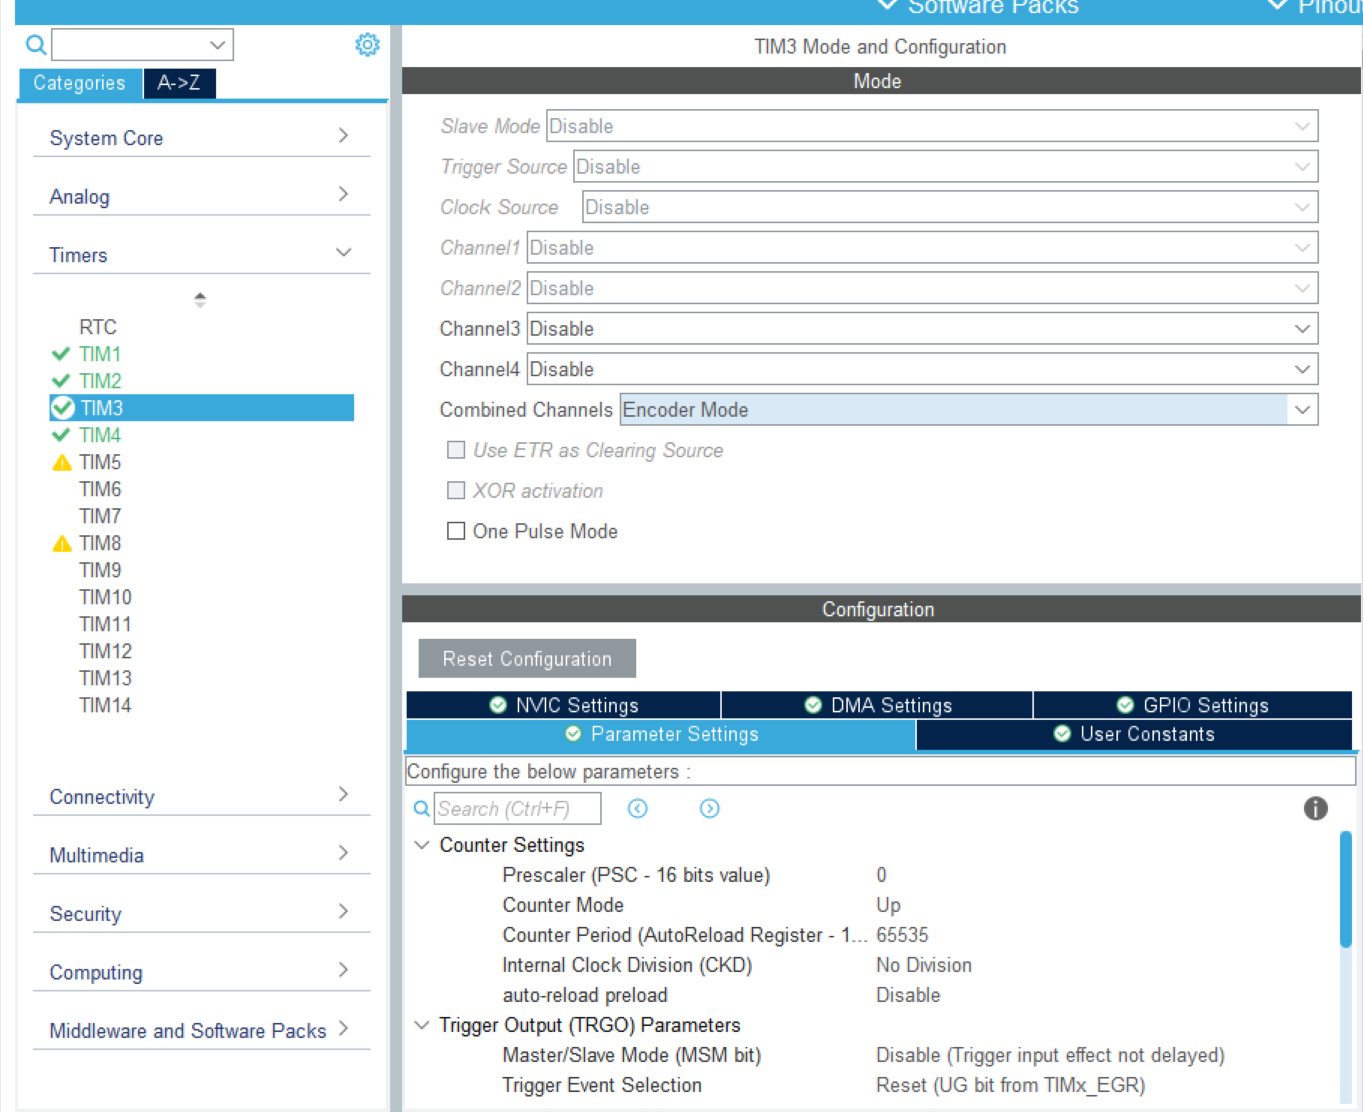 Software Packs
Pinout
Categories
A->Z
System Core
Analog
Timers
RTC
TIM1
TIM2
TIM3
TIM4
TIM5
TIM6
TIM7
TIM8
TIM9
TIM10
TIM11
TIM12
TIM13
TIM14
Connectivity
Multimedia
Security
Computing
Middleware and Software Packs
TIM3 Mode and Configuration
Mode
Slave Mode Disable
Trigger Source Disable
Clock Source Disable
Channel1 Disable
Channel2 Disable
Channel3 Disable
Channel4 Disable
Combined Channels Encoder Mode
Use ETR as Clearing Source
XOR activation
One Pulse Mode
Configuration
Reset Configuration
NVIC Settings
DMA Settings
GPIO Settings
Parameter Settings
User Constants
Configure the below parameters :
Search (Ctrl+F)
Counter Settings
Prescaler (PSC - 16 bits value) 0
Counter Mode Up
Counter Period (AutoReload Register - 1... 65535
Internal Clock Division (CKD) No Division
auto-reload preload Disable
Trigger Output (TRGO) Parameters
Master/Slave Mode (MSM bit) Disable (Trigger input effect not delayed)
Trigger Event Selection Reset (UG bit from TIMx_EGR)